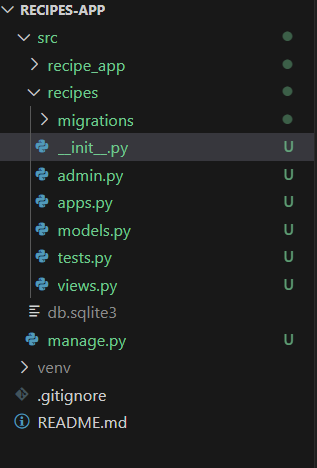 RECIPES-APP
src
recipe_app
recipes
migrations
__init__.py U
admin.py U
apps.py U
models.py U
tests.py U
views.py U
db.sqlite3
manage.py U
venv
.gitignore
README.md